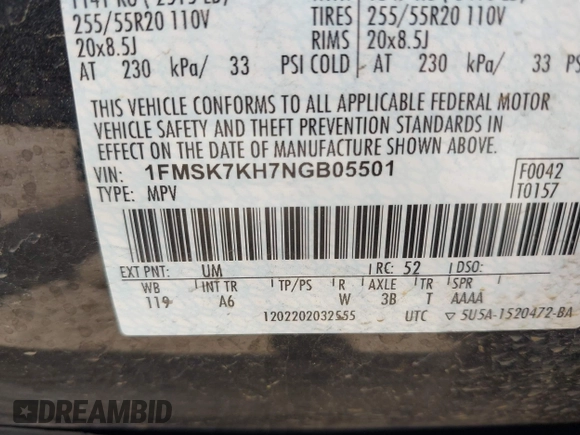 255/55R20 110V TIRES 255/55R20 110V
20x8.5J RIMS 20x8.5J
AT 230 kPa/ 33 PSI COLD AT 230 kPa/ 33 PS
THIS VEHICLE CONFORMS TO ALL APPLICABLE FEDERAL MOTOR
VEHICLE SAFETY AND THEFT PREVENTION STANDARDS IN
EFFECT ON THE DATE OF MANUFACTURE SHOWN ABOVE.
VIN: 1FMSK7KH7NGB05501 F0042
TYPE: MPV T0157
EXT PNT: UM RC: 52 DSO:
WB INT TR TP/PS R AXLE TR SPR
119 A6 W 3B T AAAA
1202202032555 UTC ▽ 5U5A-1520472-BA
DREAMBID